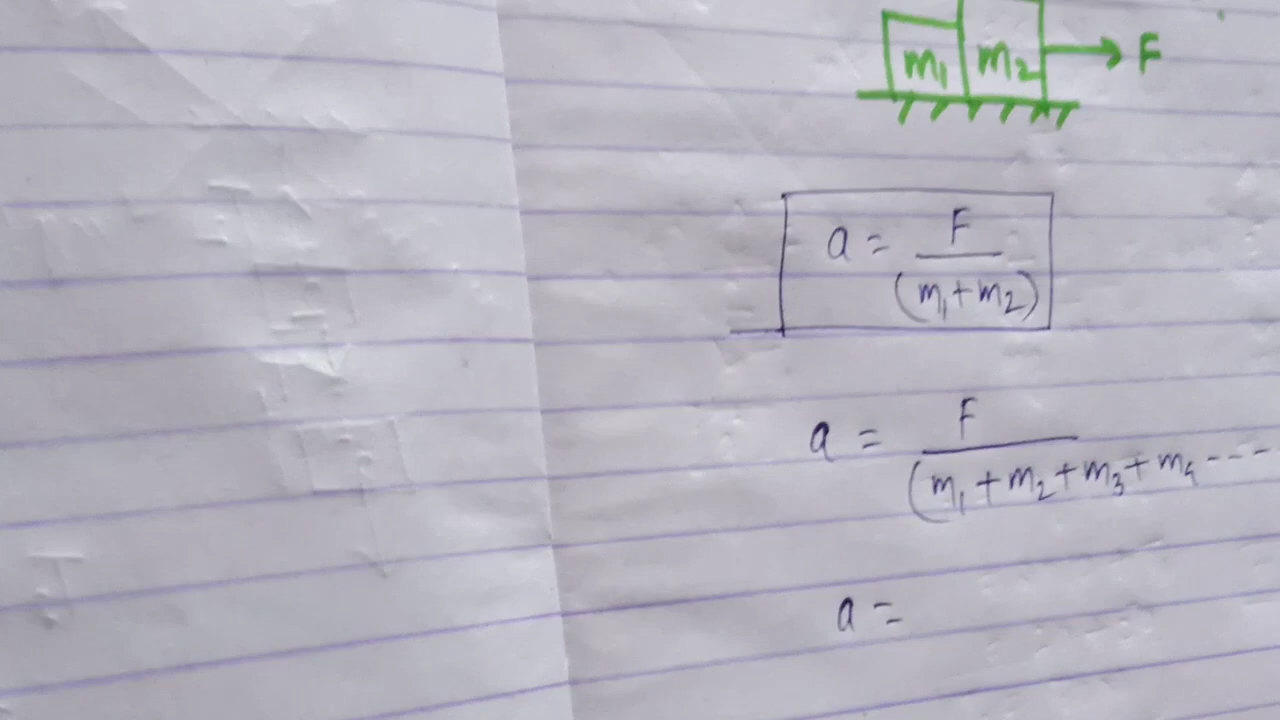 m₁ m₂ → F
a = F / (m₁ + m₂)
a = F / (m₁ + m₂ + m₃ + m₄ ----
a =